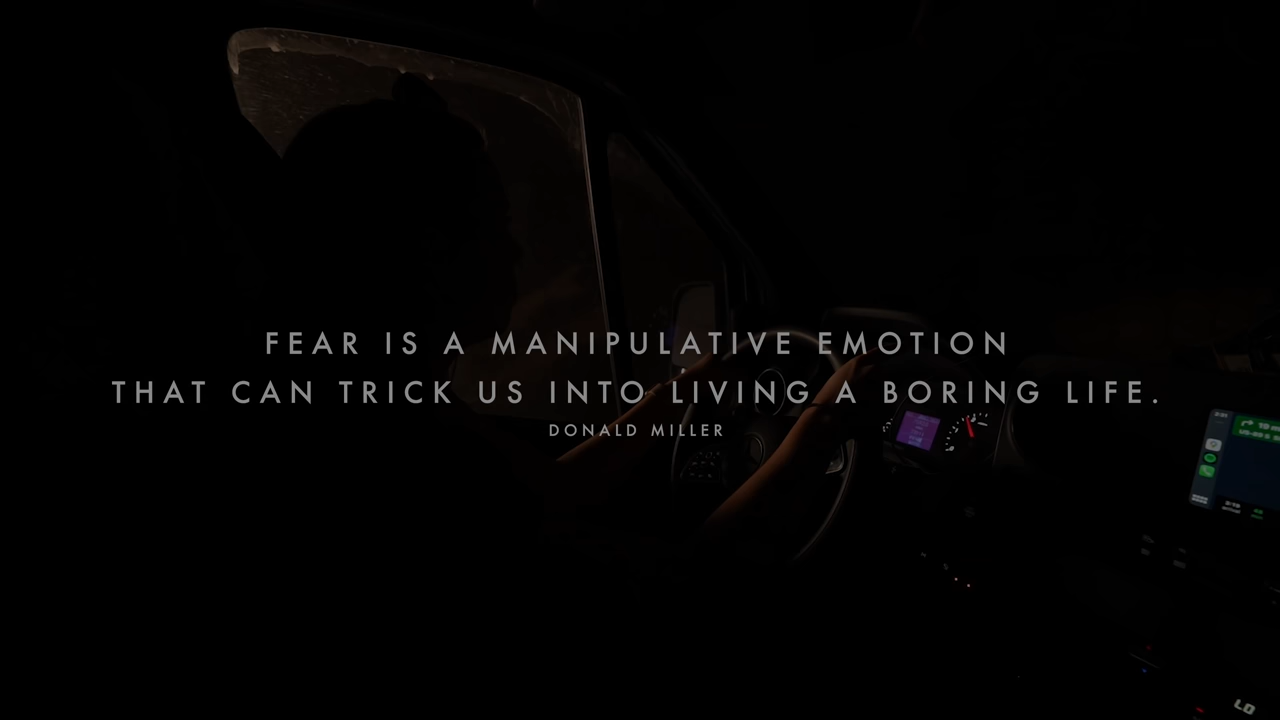 FEAR IS A MANIPULATIVE EMOTION
THAT CAN TRICK US INTO LIVING A BORING LIFE.
DONALD MILLER